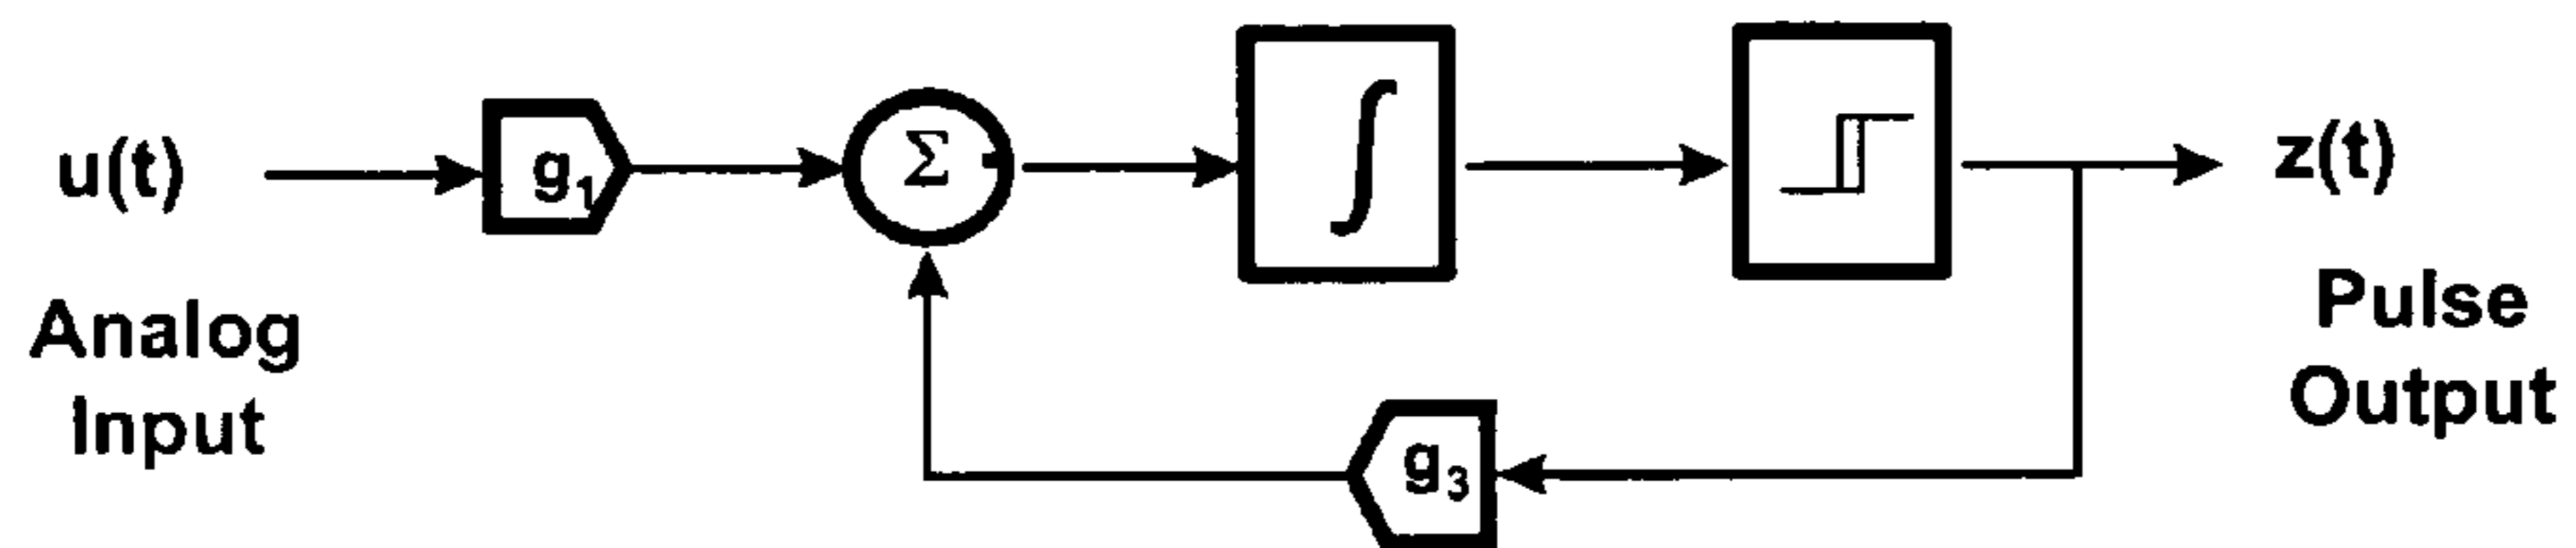 u(t)
Analog
Input
g₁
Σ
∫
z(t)
Pulse
Output
g₃